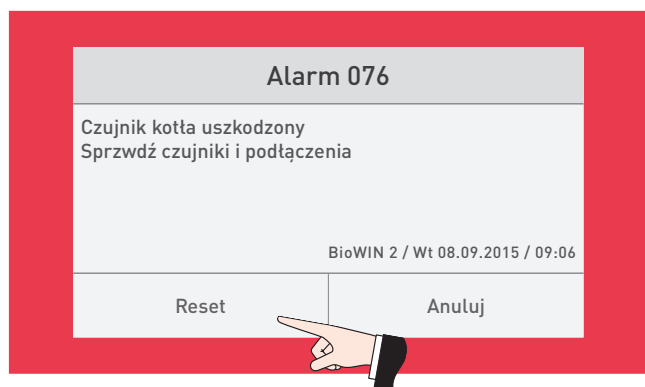 Alarm 076
Czujnik kotła uszkodzony
Sprzwdź czujniki i podłączenia
BioWIN 2 / Wt 08.09.2015 / 09:06
Reset
Anuluj